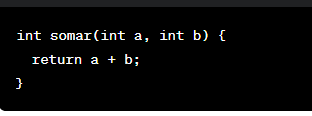 int somar(int a, int b) {
  return a + b;
}